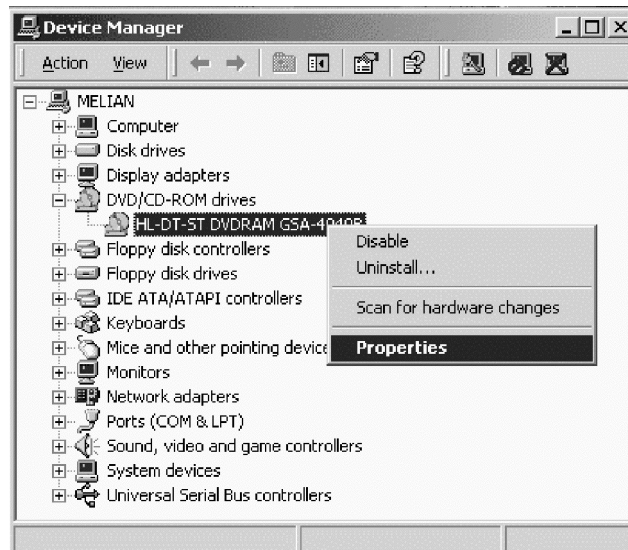 Device Manager
Action View
MELIAN
Computer
Disk drives
Display adapters
DVD/CD-ROM drives
HL-DT-ST DVDRAM GSA-4040B
Disable
Uninstall...
Scan for hardware changes
Properties
Floppy disk controllers
Floppy disk drives
IDE ATA/ATAPI controllers
Keyboards
Mice and other pointing device
Monitors
Network adapters
Ports (COM & LPT)
Sound, video and game controllers
System devices
Universal Serial Bus controllers